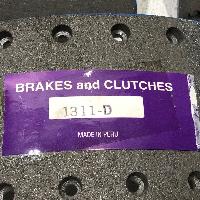 BRAKES and CLUTCHES
1311-D
MADE IN PERU